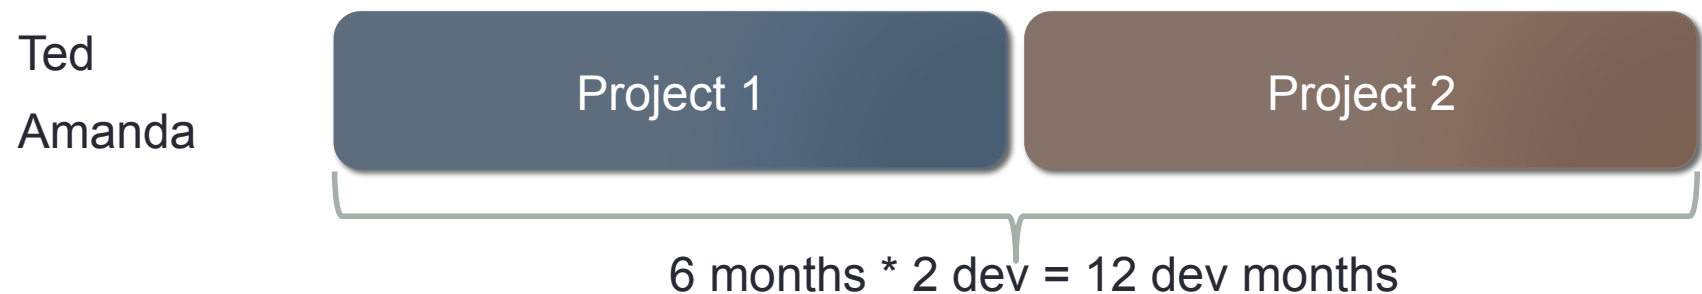 Ted
Amanda
Project 1
Project 2
6 months * 2 dev = 12 dev months